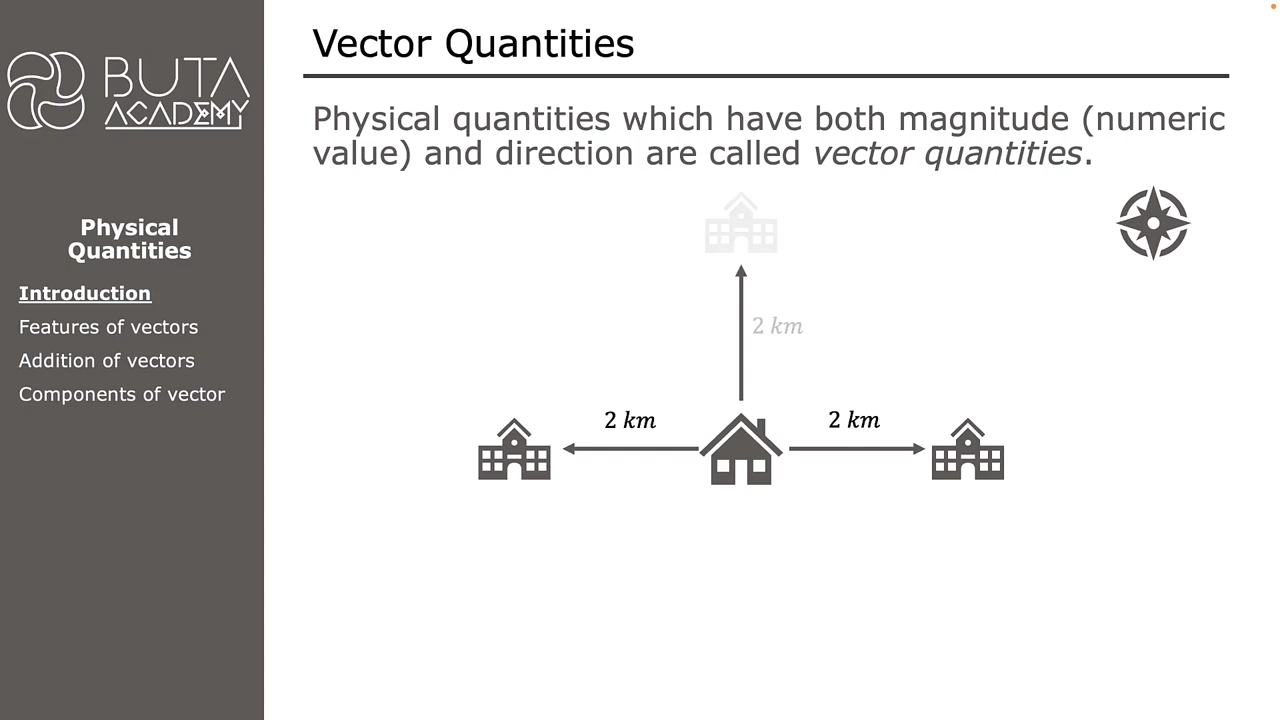 BUTA
ACADEMY
Physical
Quantities
Introduction
Features of vectors
Addition of vectors
Components of vector
Vector Quantities
Physical quantities which have both magnitude (numeric
value) and direction are called vector quantities.
2 km
2 km
2 km